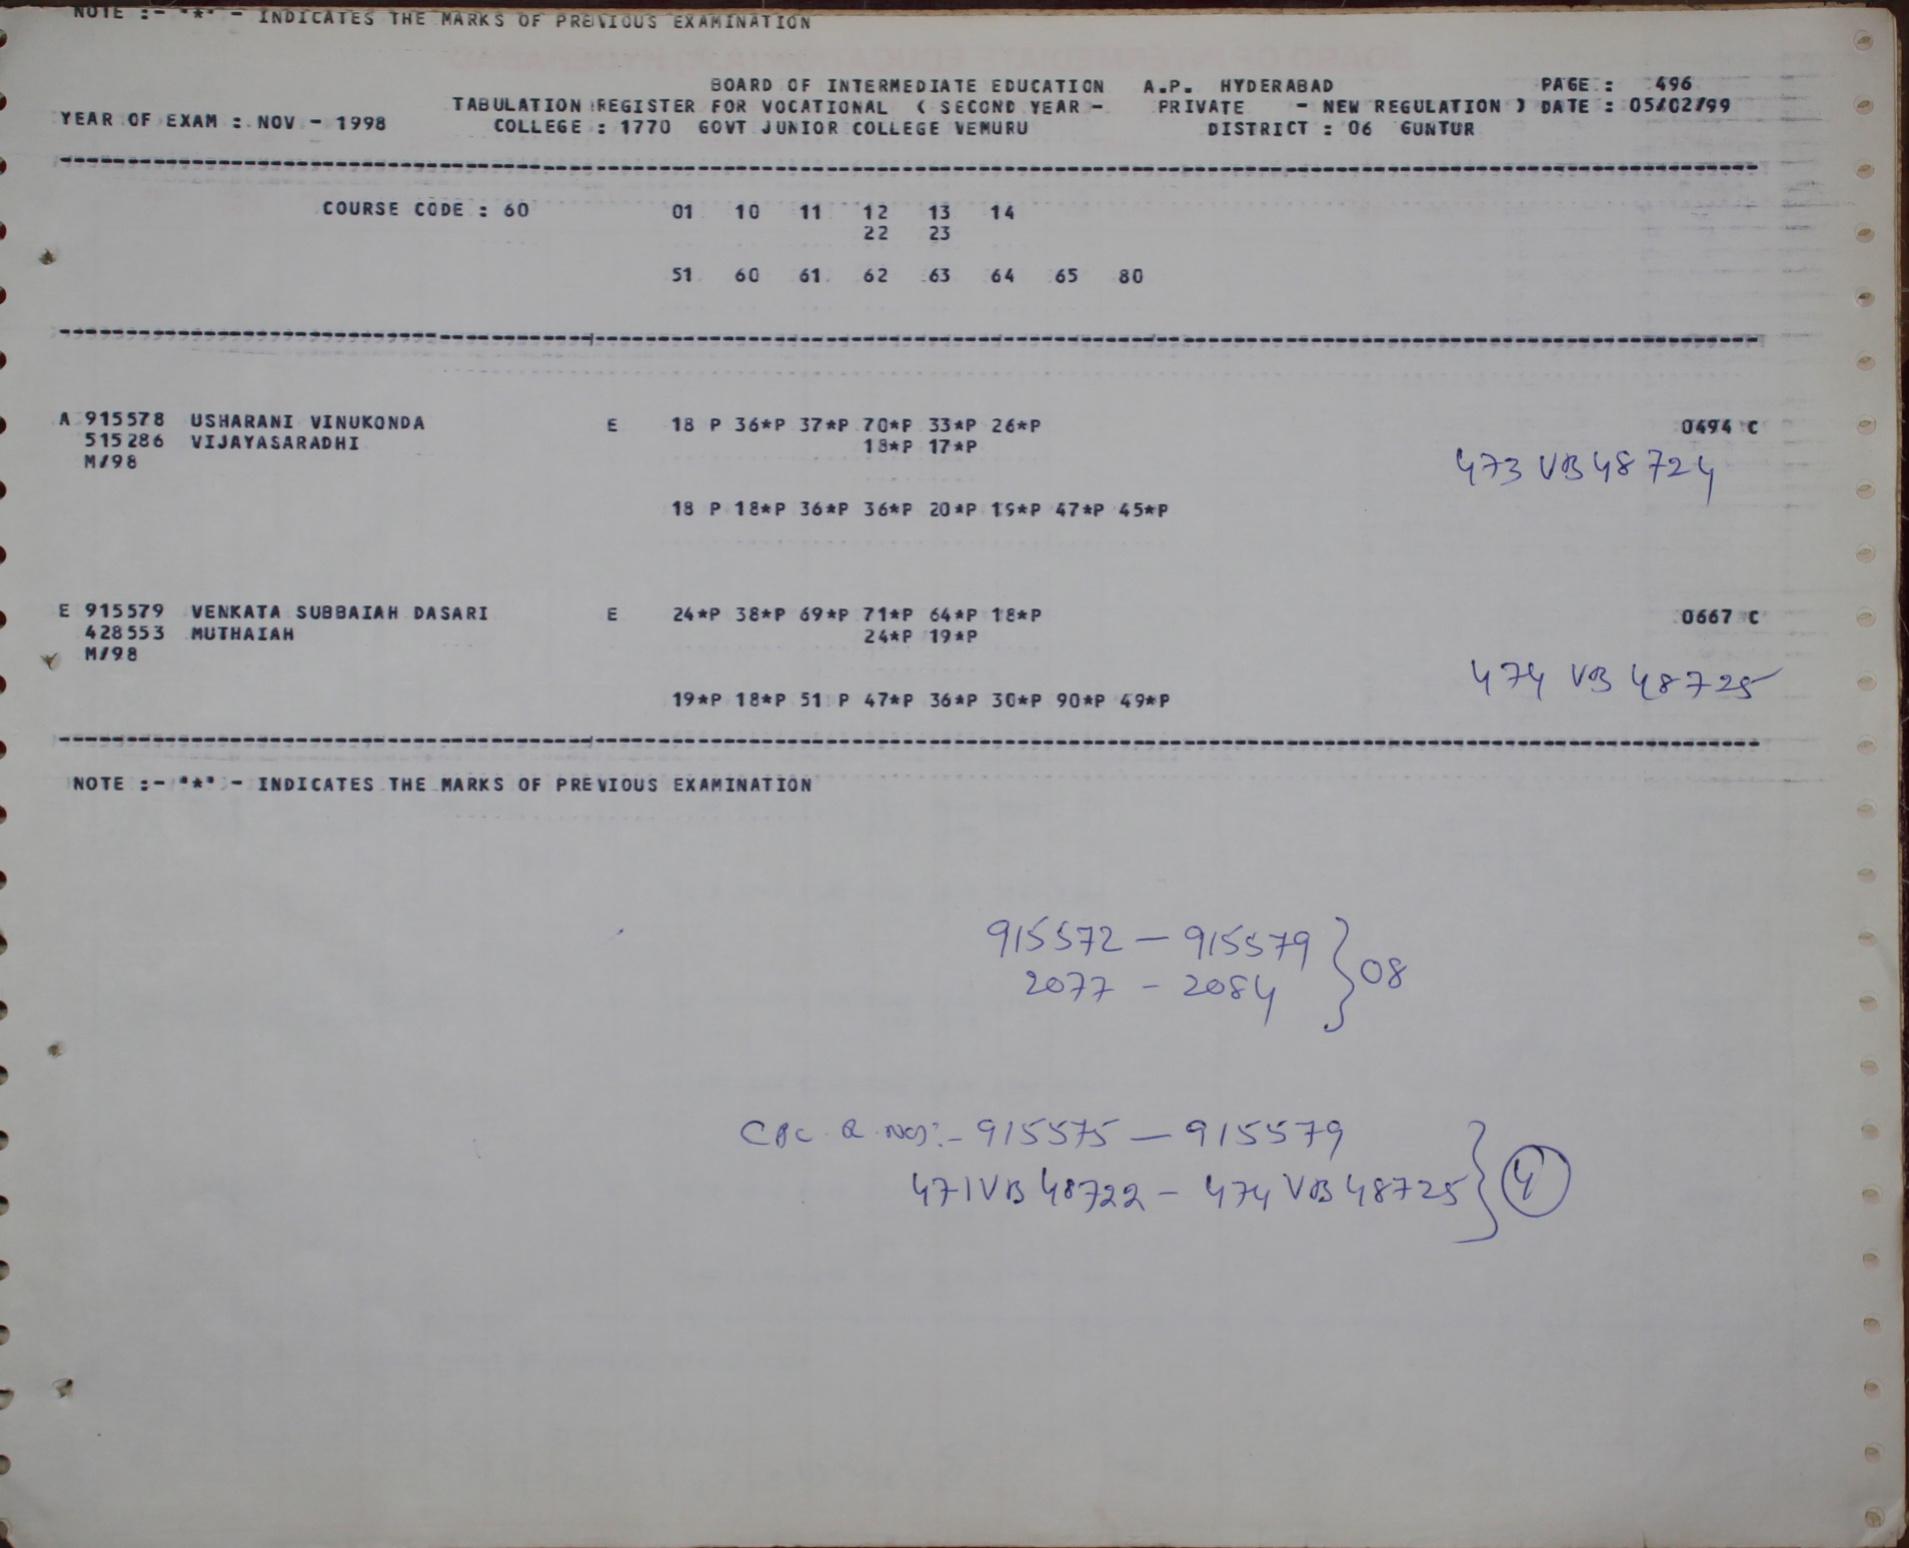 NOTE :- "*" - INDICATES THE MARKS OF PREVIOUS EXAMINATION
BOARD OF INTERMEDIATE EDUCATION A.P. HYDERABAD PAGE : 496
TABULATION REGISTER FOR VOCATIONAL ( SECOND YEAR - PRIVATE - NEW REGULATION ) DATE : 05/02/99
YEAR OF EXAM : NOV - 1998 COLLEGE : 1770 GOVT JUNIOR COLLEGE VEMURU DISTRICT : 06 GUNTUR
COURSE CODE : 60 01 10 11 12 13 14
22 23
51 60 61 62 63 64 65 80
A 915578 USHARANI VINUKONDA E 18 P 36*P 37*P 70*P 33*P 26*P 0494 C
515286 VIJAYASARADHI 18*P 17*P
M/98
473 VB 48724
18 P 18*P 36*P 36*P 20*P 19*P 47*P 45*P
E 915579 VENKATA SUBBAIAH DASARI E 24*P 38*P 69*P 71*P 64*P 18*P 0667 C
428553 MUTHAIAH 24*P 19*P
M/98
474 VB 48725
19*P 18*P 51 P 47*P 36*P 30*P 90*P 49*P
NOTE :- "*" - INDICATES THE MARKS OF PREVIOUS EXAMINATION
915572 - 915579
2077 - 2084 } 08
R. Nos:- 915575 - 915579
471 VB 48722 - 474 VB 48725 } 4